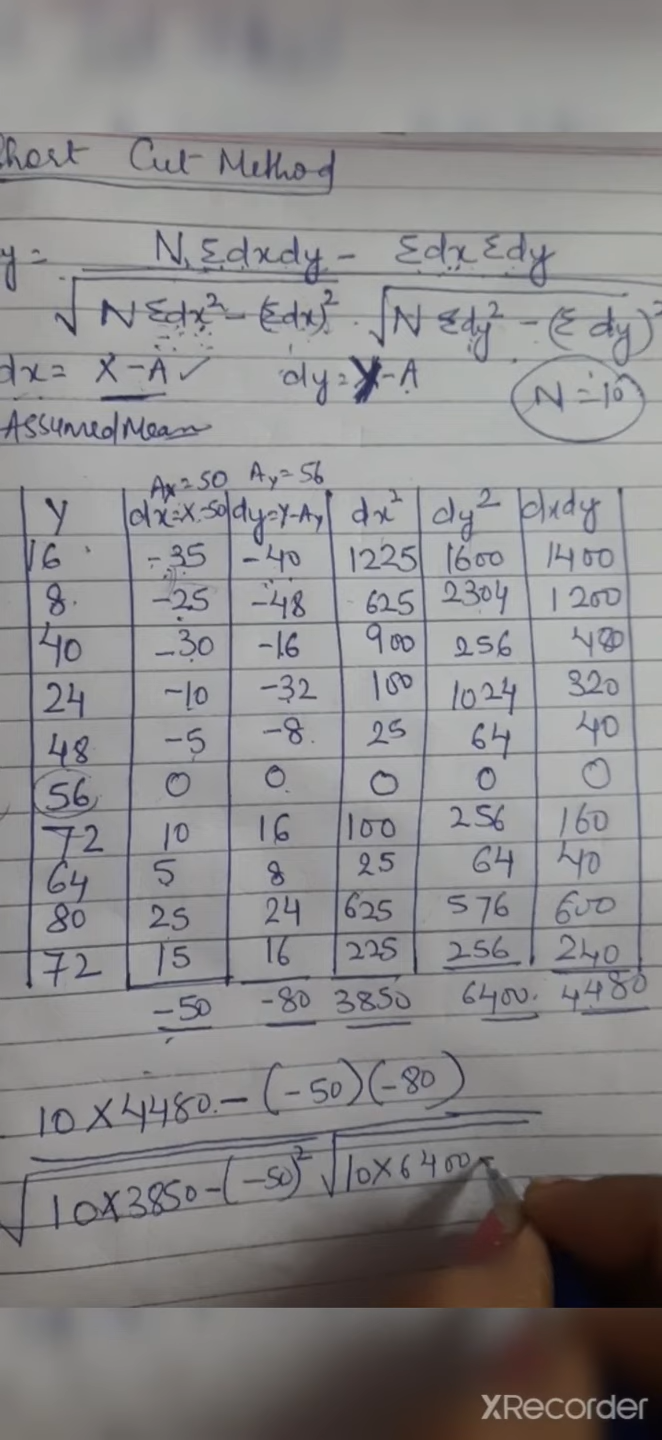 Short Cut Method
y = N. Σdxdy - Σdx Σdy
√NΣdx² - (Σdx)² . √N Σdy² - (Σ dy)²
dx = X - A ✓ dy = Y - A
N = 10
Assumed Mean
Ax = 50 Ay = 56
Y dx=X-50 dy=Y-Ay dx² dy² dxdy
16 -35 -40 1225 1600 1400
8 -25 -48 625 2304 1200
40 -30 -16 900 256 480
24 -10 -32 100 1024 320
48 -5 -8 25 64 40
56 0 0 0 0 0
72 10 16 100 256 160
64 5 8 25 64 40
80 25 24 625 576 600
72 15 16 225 256 240
-50 -80 3850 6400 4480
10 X 4480 - (-50)(-80)
√10X3850-(-50)² √10X6400-
XRecorder